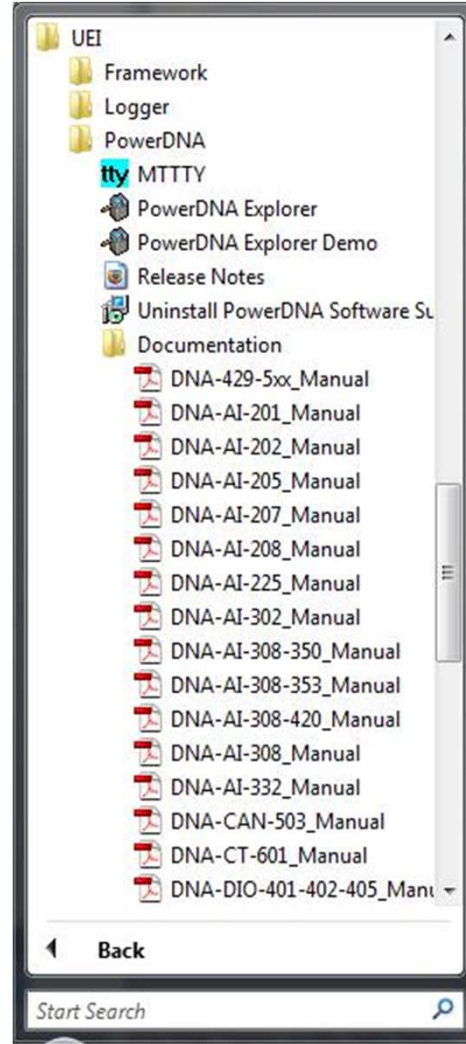 UEI
Framework
Logger
PowerDNA
tty MTTTY
PowerDNA Explorer
PowerDNA Explorer Demo
Release Notes
Uninstall PowerDNA Software Su
Documentation
DNA-429-5xx_Manual
DNA-AI-201_Manual
DNA-AI-202_Manual
DNA-AI-205_Manual
DNA-AI-207_Manual
DNA-AI-208_Manual
DNA-AI-225_Manual
DNA-AI-302_Manual
DNA-AI-308-350_Manual
DNA-AI-308-353_Manual
DNA-AI-308-420_Manual
DNA-AI-308_Manual
DNA-AI-332_Manual
DNA-CAN-503_Manual
DNA-CT-601_Manual
DNA-DIO-401-402-405_Manu
Back
Start Search